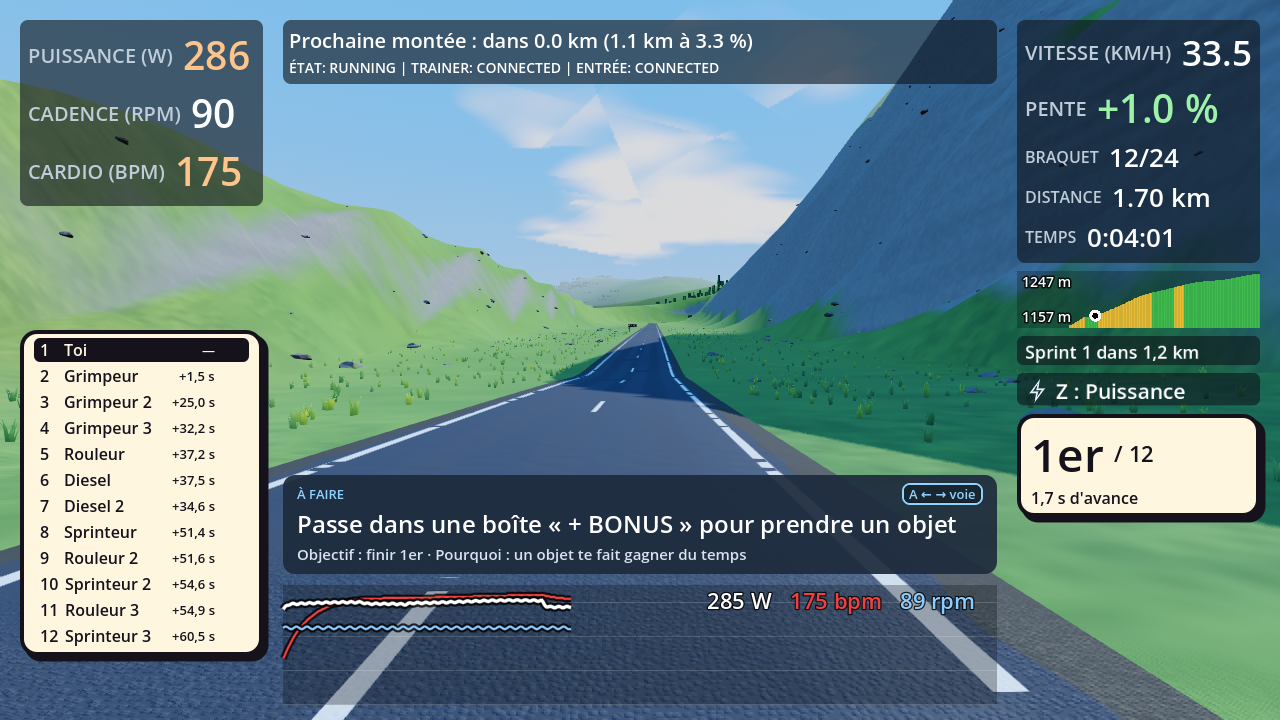 PUISSANCE (W) 286
CADENCE (RPM) 90
CARDIO (BPM) 175
Prochaine montée : dans 0.0 km (1.1 km à 3.3 %)
ÉTAT: RUNNING | TRAINER: CONNECTED | ENTRÉE: CONNECTED
VITESSE (KM/H) 33.5
PENTE +1.0 %
BRAQUET 12/24
DISTANCE 1.70 km
TEMPS 0:04:01
1247 m
1157 m
Sprint 1 dans 1,2 km
Z : Puissance
1er / 12
1,7 s d'avance
1 Toi —
2 Grimpeur +1,5 s
3 Grimpeur 2 +25,0 s
4 Grimpeur 3 +32,2 s
5 Rouleur +37,2 s
6 Diesel +37,5 s
7 Diesel 2 +34,6 s
8 Sprinteur +51,4 s
9 Rouleur 2 +51,6 s
10 Sprinteur 2 +54,6 s
11 Rouleur 3 +54,9 s
12 Sprinteur 3 +60,5 s
À FAIRE
A ← → voie
Passe dans une boîte « + BONUS » pour prendre un objet
Objectif : finir 1er · Pourquoi : un objet te fait gagner du temps
285 W 175 bpm 89 rpm